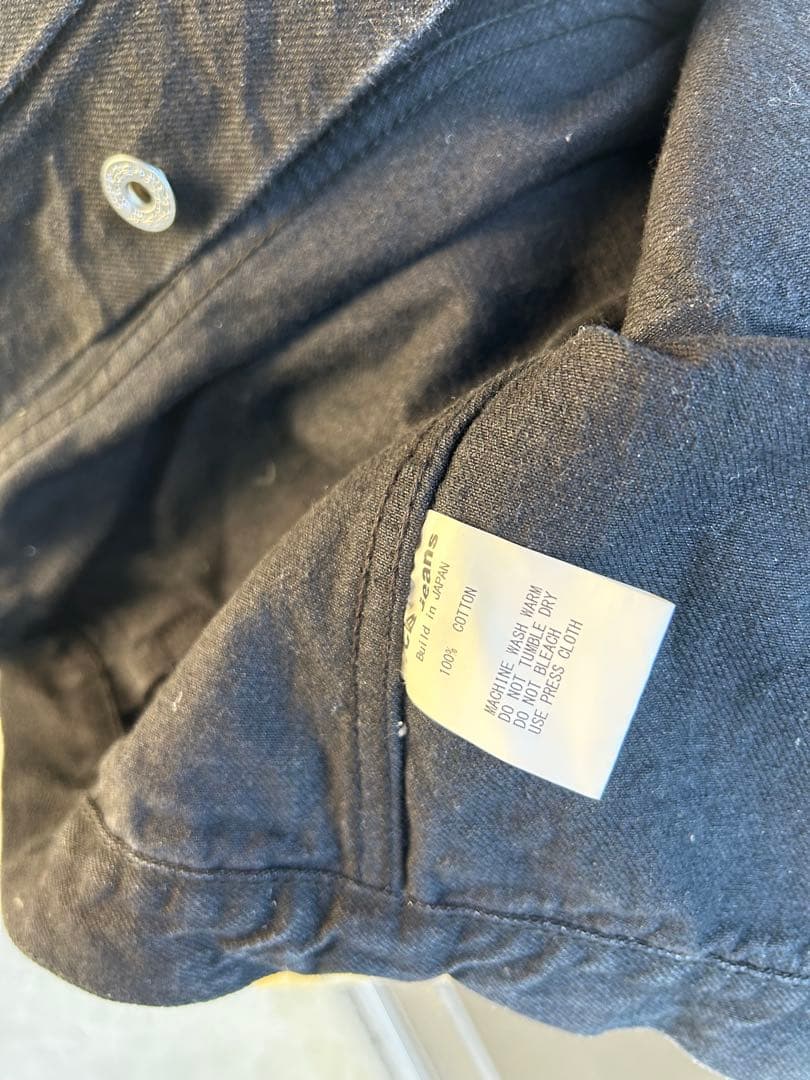 jeans
Build in JAPAN
100% COTTON
MACHINE WASH WARM
DO NOT TUMBLE DRY
DO NOT BLEACH
USE PRESS CLOTH